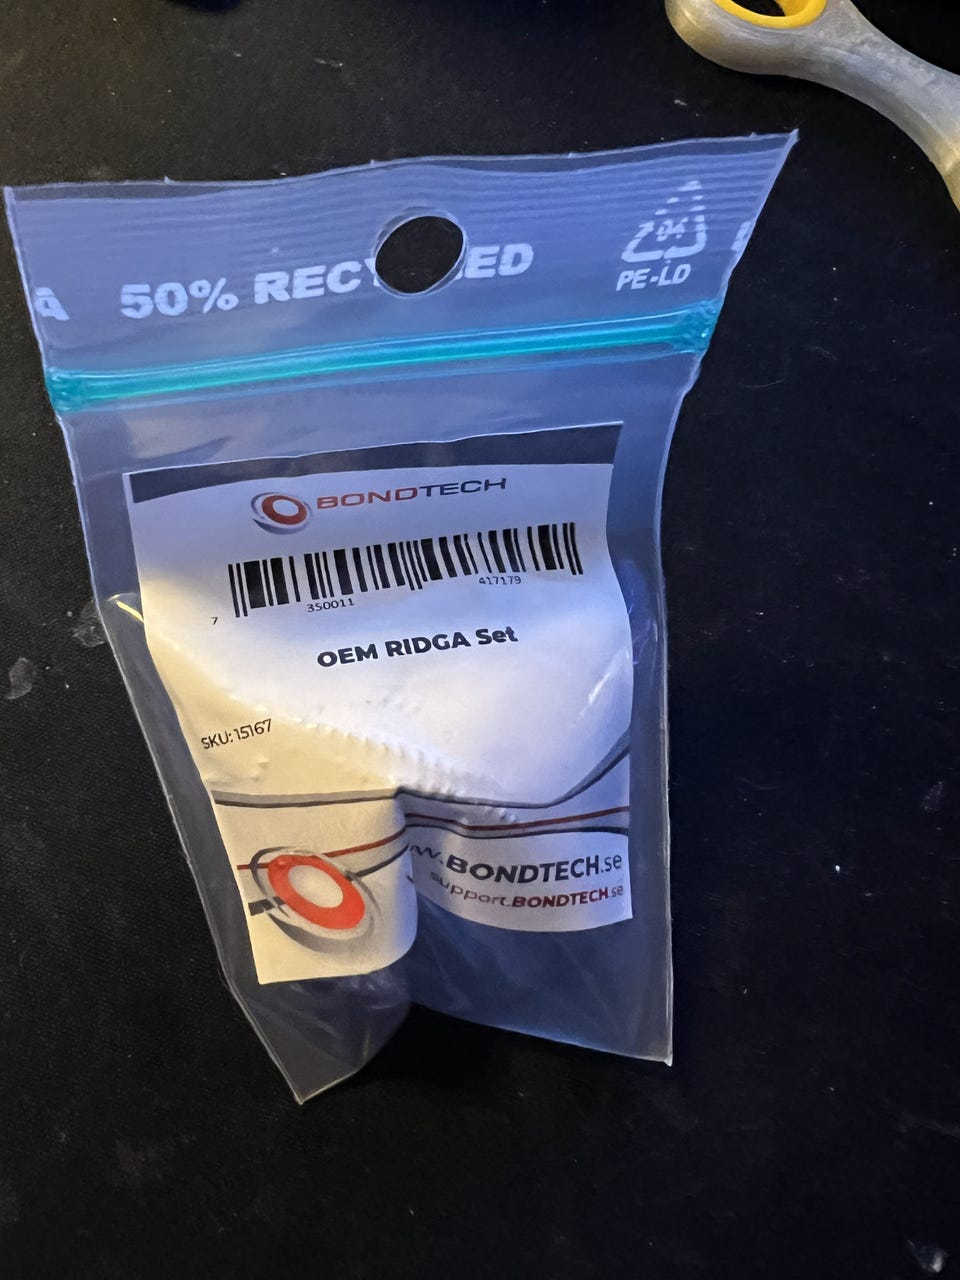 50% RECY ED
04
PE-LD
BONDTECH
7 350011 417179
OEM RIDGA Set
SKU:15167
w.BONDTECH.se
support.BONDTECH.se